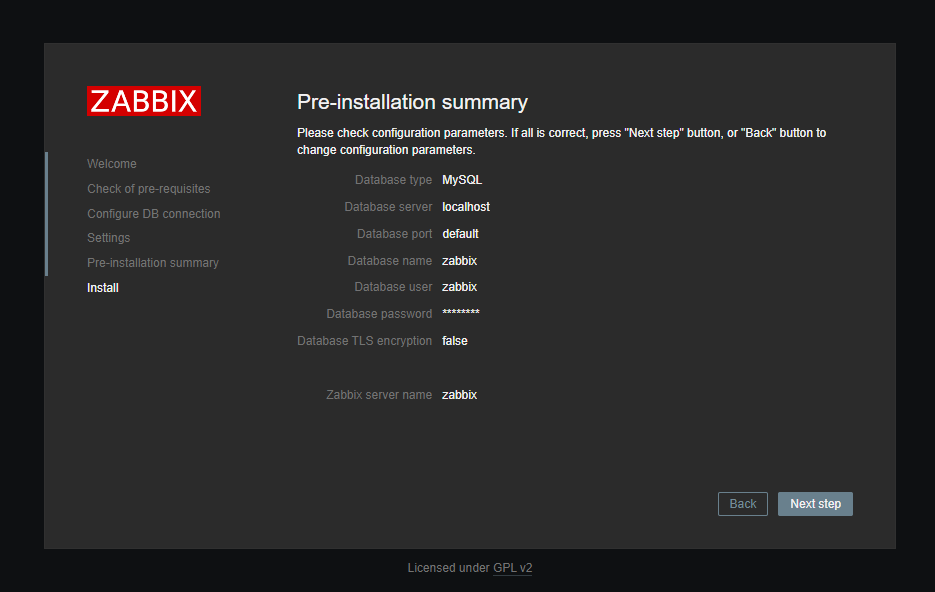 ZABBIX
Welcome
Check of pre-requisites
Configure DB connection
Settings
Pre-installation summary
Install
Pre-installation summary
Please check configuration parameters. If all is correct, press "Next step" button, or "Back" button to
change configuration parameters.
Database type MySQL
Database server localhost
Database port default
Database name zabbix
Database user zabbix
Database password ********
Database TLS encryption false
Zabbix server name zabbix
Back Next step
Licensed under GPL v2